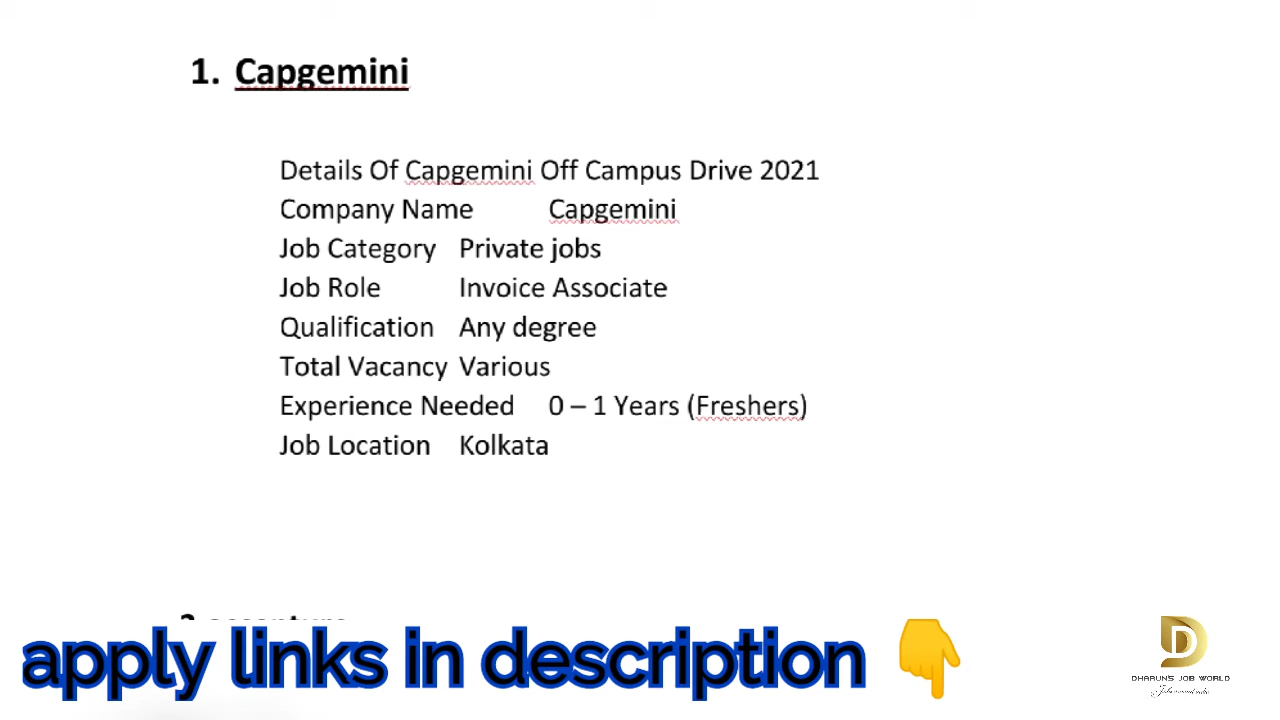 1. Capgemini
Details Of Capgemini Off Campus Drive 2021
Company Name Capgemini
Job Category Private jobs
Job Role Invoice Associate
Qualification Any degree
Total Vacancy Various
Experience Needed 0 – 1 Years (Freshers)
Job Location Kolkata
apply links in description
DHARUN'S JOB WORLD